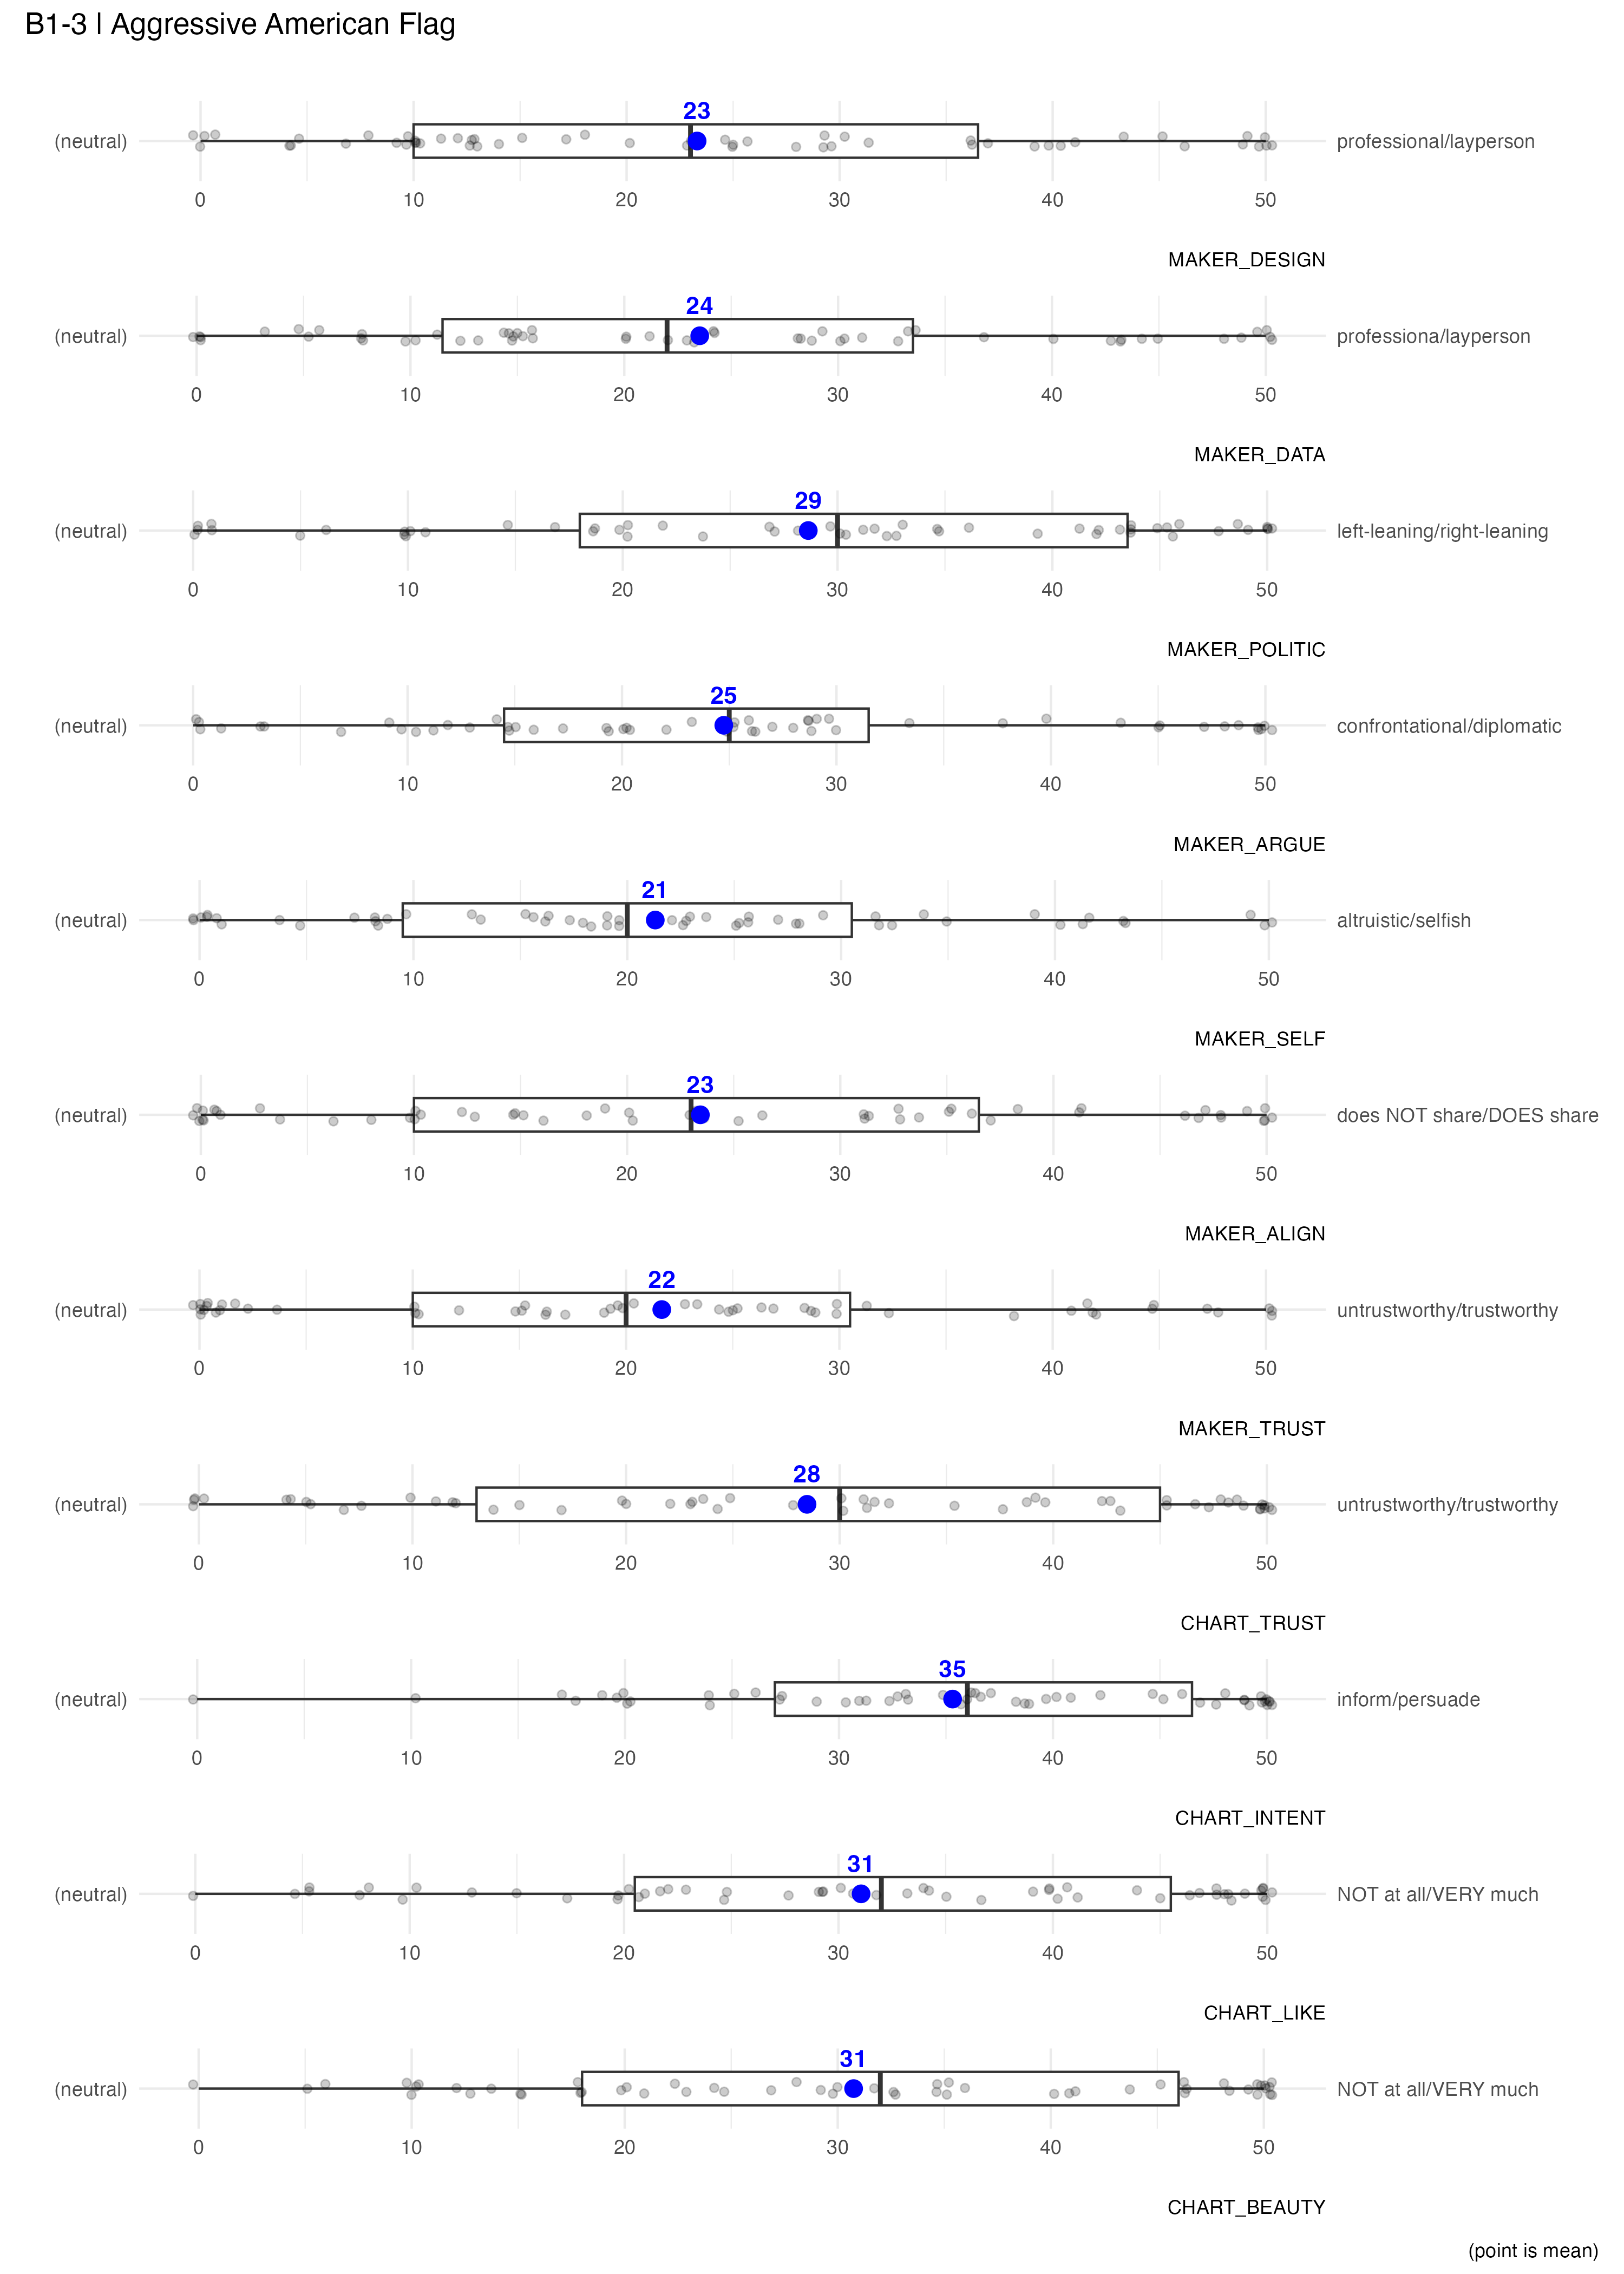 B1-3 | Aggressive American Flag
23
(neutral) professional/layperson
0 10 20 30 40 50
MAKER_DESIGN
24
(neutral) professiona/layperson
0 10 20 30 40 50
MAKER_DATA
29
(neutral) left-leaning/right-leaning
0 10 20 30 40 50
MAKER_POLITIC
25
(neutral) confrontational/diplomatic
0 10 20 30 40 50
MAKER_ARGUE
21
(neutral) altruistic/selfish
0 10 20 30 40 50
MAKER_SELF
23
(neutral) does NOT share/DOES share
0 10 20 30 40 50
MAKER_ALIGN
22
(neutral) untrustworthy/trustworthy
0 10 20 30 40 50
MAKER_TRUST
28
(neutral) untrustworthy/trustworthy
0 10 20 30 40 50
CHART_TRUST
35
(neutral) inform/persuade
0 10 20 30 40 50
CHART_INTENT
31
(neutral) NOT at all/VERY much
0 10 20 30 40 50
CHART_LIKE
31
(neutral) NOT at all/VERY much
0 10 20 30 40 50
CHART_BEAUTY
(point is mean)